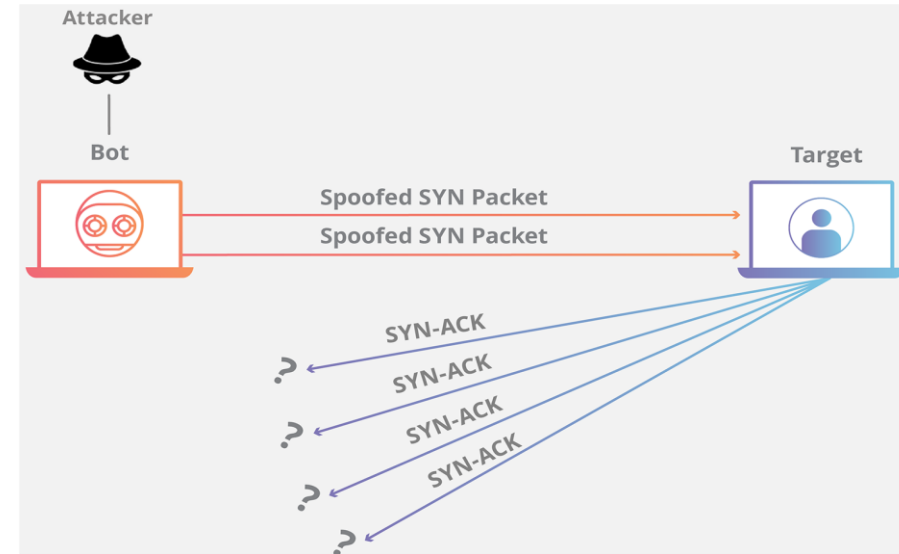 Attacker
Bot
Target
Spoofed SYN Packet
Spoofed SYN Packet
SYN-ACK
?
SYN-ACK
?
SYN-ACK
?
SYN-ACK
?